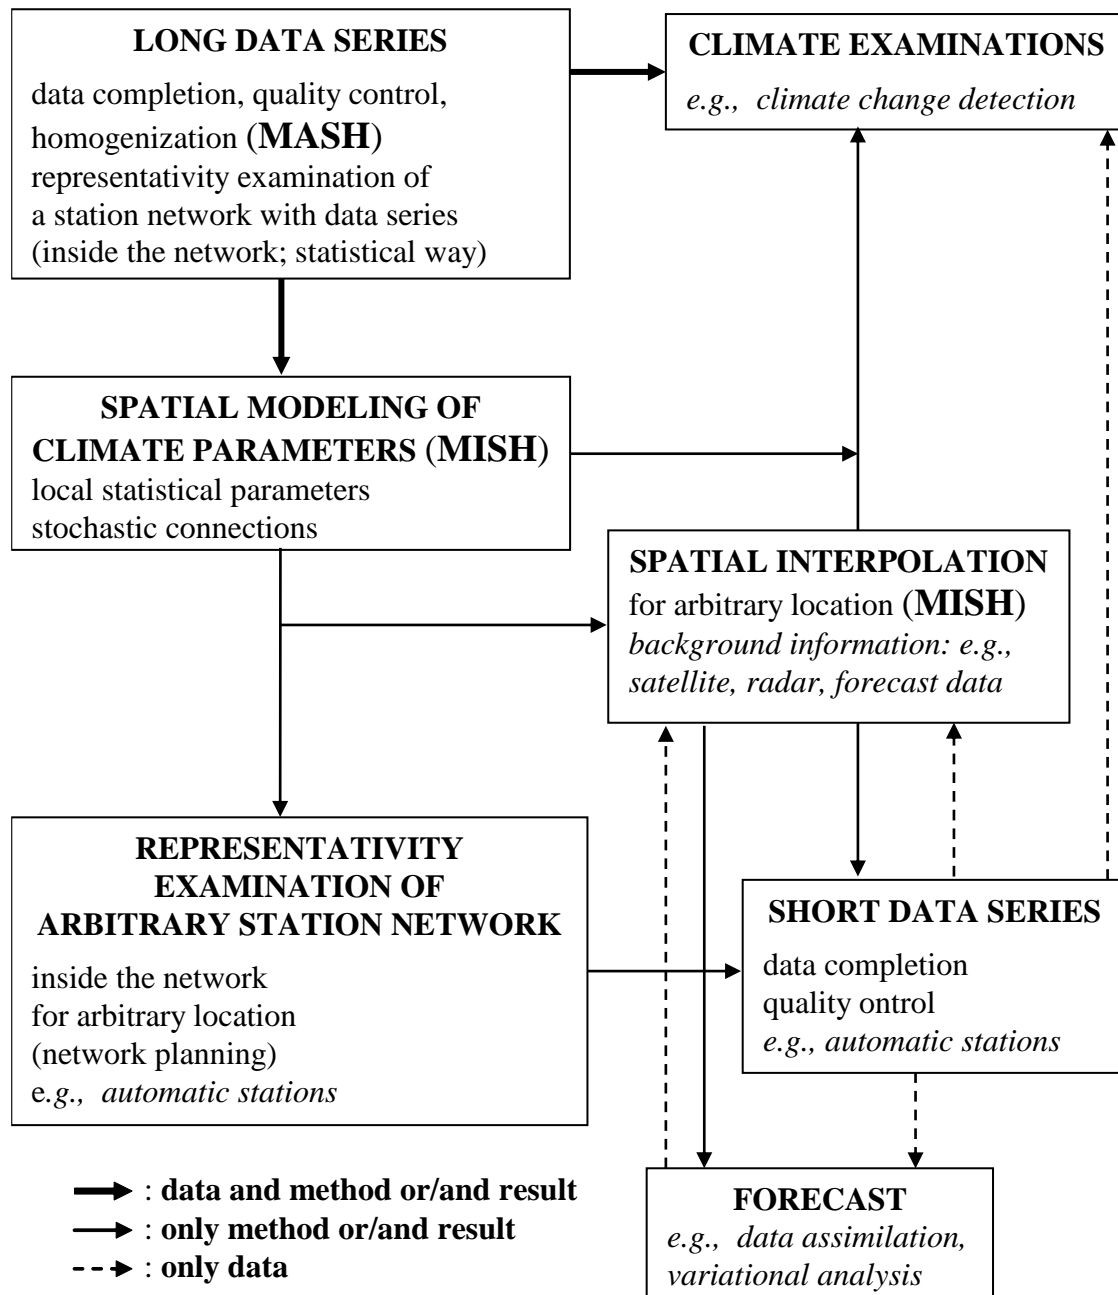 LONG DATA SERIES
data completion, quality control,
homogenization (MASH)
representativity examination of
a station network with data series
(inside the network; statistical way)
CLIMATE EXAMINATIONS
e.g., climate change detection
SPATIAL MODELING OF
CLIMATE PARAMETERS (MISH)
local statistical parameters
stochastic connections
SPATIAL INTERPOLATION
for arbitrary location (MISH)
background information: e.g.,
satellite, radar, forecast data
REPRESENTATIVITY
EXAMINATION OF
ARBITRARY STATION NETWORK
inside the network
for arbitrary location
(network planning)
e.g., automatic stations
SHORT DATA SERIES
data completion
quality ontrol
e.g., automatic stations
FORECAST
e.g., data assimilation,
variational analysis
: data and method or/and result
: only method or/and result
: only data